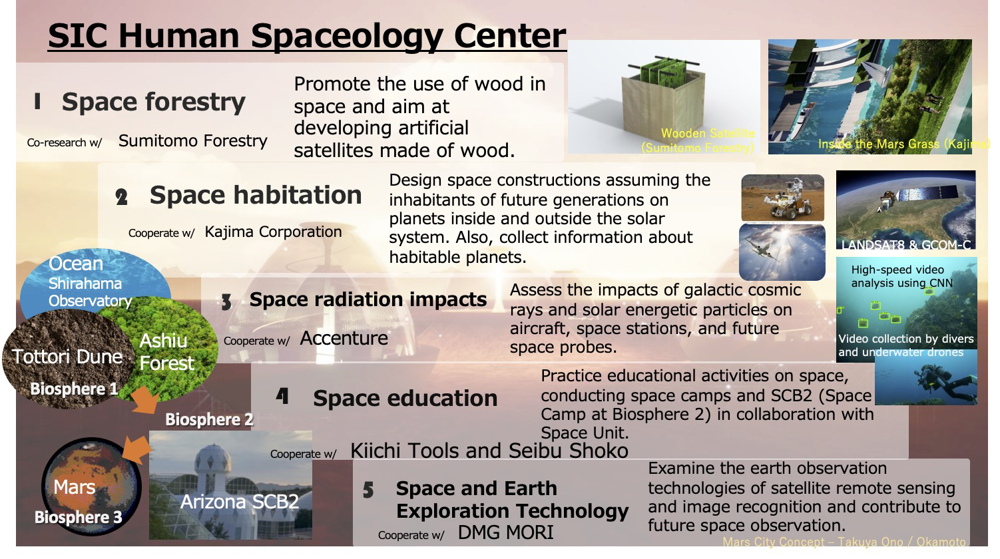 SIC Human Spaceology Center
1 Space forestry
Co-research w/ Sumitomo Forestry
Promote the use of wood in
space and aim at
developing artificial
satellites made of wood.
Wooden Satellite
(Sumitomo Forestry)
Inside the Mars Grass (Kajima)
2 Space habitation
Cooperate w/ Kajima Corporation
Design space constructions assuming the
inhabitants of future generations on
planets inside and outside the solar
system. Also, collect information about
habitable planets.
LANDSAT8 & GCOM-C
High-speed video
analysis using CNN
Video collection by divers
and underwater drones
Ocean
Shirahama
Observatory
Tottori Dune
Ashiu
Forest
Biosphere 1
3 Space radiation impacts
Cooperate w/ Accenture
Assess the impacts of galactic cosmic
rays and solar energetic particles on
aircraft, space stations, and future
space probes.
4 Space education
Cooperate w/ Kiichi Tools and Seibu Shoko
Practice educational activities on space,
conducting space camps and SCB2 (Space
Camp at Biosphere 2) in collaboration with
Space Unit.
Biosphere 2
Arizona SCB2
Mars
Biosphere 3
5 Space and Earth
Exploration Technology
Cooperate w/ DMG MORI
Examine the earth observation
technologies of satellite remote sensing
and image recognition and contribute to
future space observation.
Mars City Concept – Takuya Ono / Okamoto